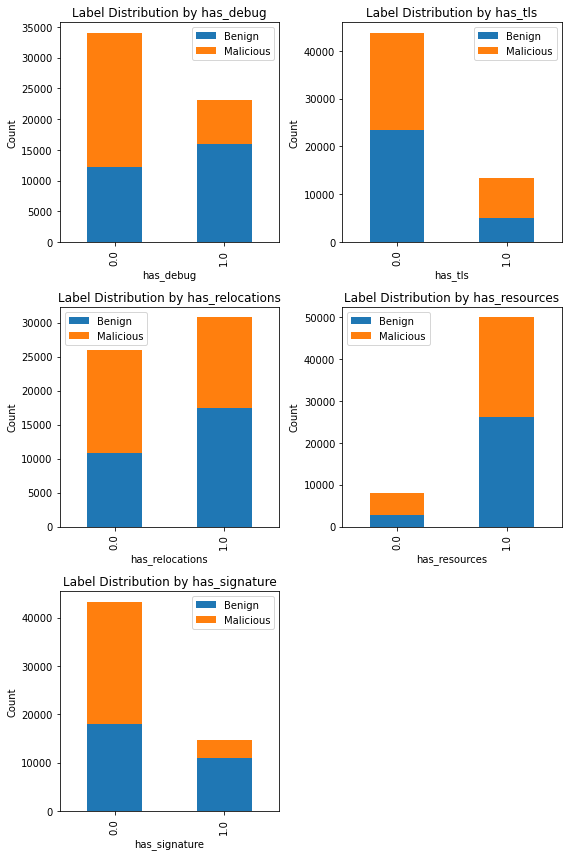 Label Distribution by has_debug
35000
30000
25000
20000
15000
10000
5000
0
Count
Benign
Malicious
0.0
1.0
has_debug
Label Distribution by has_tls
40000
30000
20000
10000
0
Count
Benign
Malicious
0.0
1.0
has_tls
Label Distribution by has_relocations
30000
25000
20000
15000
10000
5000
0
Count
Benign
Malicious
0.0
1.0
has_relocations
Label Distribution by has_resources
50000
40000
30000
20000
10000
0
Count
Benign
Malicious
0.0
1.0
has_resources
Label Distribution by has_signature
40000
30000
20000
10000
0
Count
Benign
Malicious
0.0
1.0
has_signature